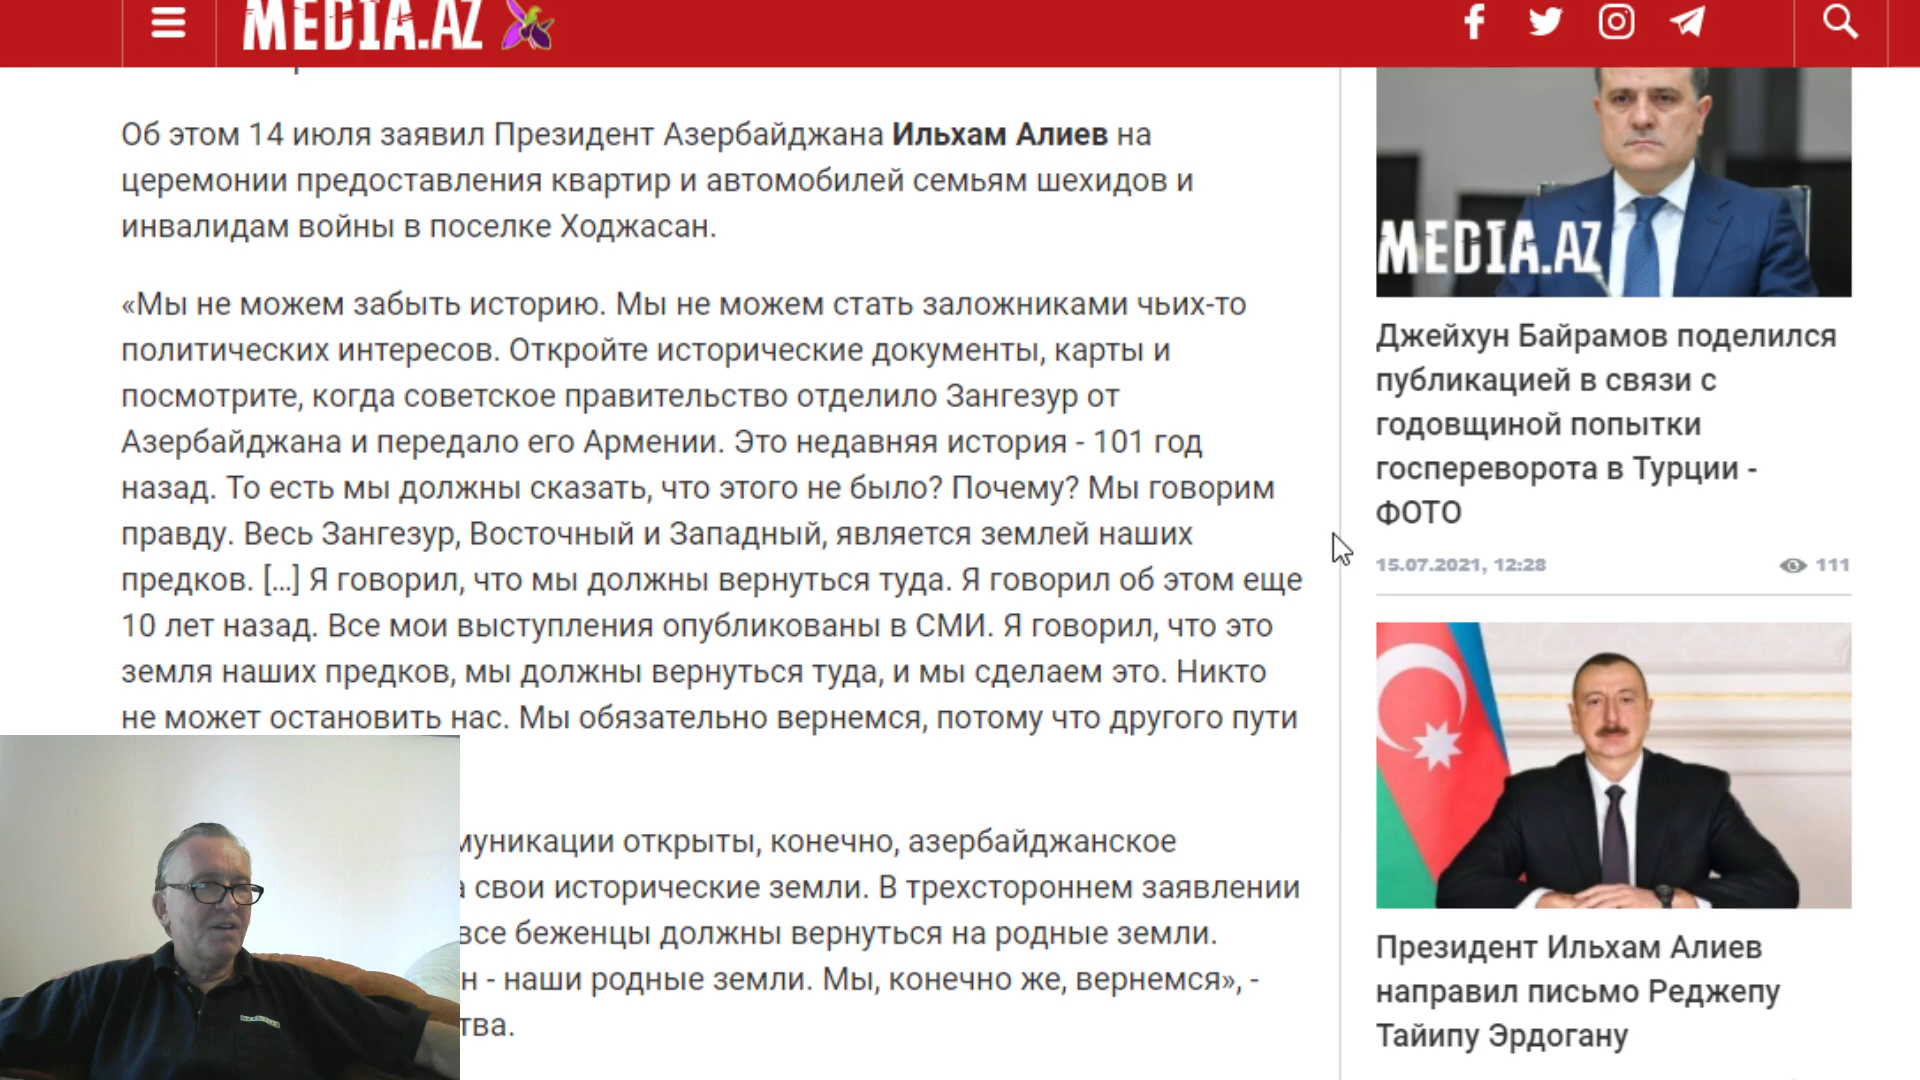 MEDIA.AZ
Об этом 14 июля заявил Президент Азербайджана Ильхам Алиев на
церемонии предоставления квартир и автомобилей семьям шехидов и
инвалидам войны в поселке Ходжасан.
«Мы не можем забыть историю. Мы не можем стать заложниками чьих-то
политических интересов. Откройте исторические документы, карты и
посмотрите, когда советское правительство отделило Зангезур от
Азербайджана и передало его Армении. Это недавняя история - 101 год
назад. То есть мы должны сказать, что этого не было? Почему? Мы говорим
правду. Весь Зангезур, Восточный и Западный, является землей наших
предков. [...] Я говорил, что мы должны вернуться туда. Я говорил об этом еще
10 лет назад. Все мои выступления опубликованы в СМИ. Я говорил, что это
земля наших предков, мы должны вернуться туда, и мы сделаем это. Никто
не может остановить нас. Мы обязательно вернемся, потому что другого пути
муникации открыты, конечно, азербайджанское
а свои исторические земли. В трехстороннем заявлении
все беженцы должны вернуться на родные земли.
н - наши родные земли. Мы, конечно же, вернемся», -
тва.
MEDIA.AZ
Джейхун Байрамов поделился
публикацией в связи с
годовщиной попытки
госпереворота в Турции -
ФОТО
15.07.2021, 12:28 111
Президент Ильхам Алиев
направил письмо Реджепу
Тайипу Эрдогану